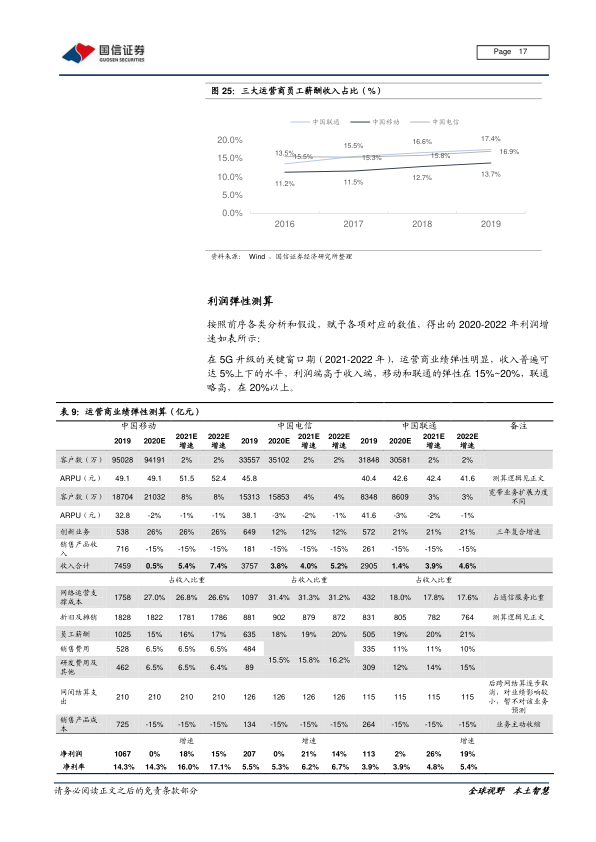 国信证券
GUOSEN SECURITIES
Page 17
图 25：三大运营商员工薪酬收入占比（%）
中国联通 中国移动 中国电信
20.0%
15.0%
10.0%
5.0%
0.0%
13.5% 15.5% 16.6% 17.4%
15.5% 15.3% 15.8% 16.9%
11.2% 11.5% 12.7% 13.7%
2016 2017 2018 2019
资料来源： Wind ，国信证券经济研究所整理
利润弹性测算
按照前序各类分析和假设，赋予各项对应的数值，得出的 2020-2022 年利润增
速如表所示：
在 5G 升级的关键窗口期（2021-2022 年），运营商业绩弹性明显，收入普遍可
达 5%上下的水平，利润端高于收入端，移动和联通的弹性在 15%~20%，联通
略高，在 20%以上。
表 9：运营商业绩弹性测算（亿元）
中国移动 中国电信 中国联通 备注
2019 2020E 2021E 增速 2022E 增速 2019 2020E 2021E 增速 2022E 增速 2019 2020E 2021E 增速 2022E 增速
客户数（万） 95028 94191 2% 2% 33557 35102 2% 2% 31848 30581 2% 2%
ARPU（元） 49.1 49.1 51.5 52.4 45.8 40.4 42.6 42.4 41.6 测算逻辑见正文
客户数（万） 18704 21032 8% 8% 15313 15853 4% 4% 8348 8609 3% 3% 宽带业务扩展力度不同
ARPU（元） 32.8 -2% -1% -1% 38.1 -3% -2% -2% 41.6 -3% -2% -1%
创新业务 538 26% 26% 26% 649 12% 12% 12% 572 21% 21% 21% 三年复合增速
销售产品收入 716 -15% -15% -15% 181 -15% -15% -15% 261 -15% -15% -15%
收入合计 7459 0.5% 5.4% 7.4% 3757 3.8% 4.0% 5.2% 2905 1.4% 3.9% 4.6%
占收入比重 占收入比重 占收入比重
网络运营支撑成本 1758 27.0% 26.8% 26.6% 1097 31.4% 31.3% 31.2% 432 18.0% 17.8% 17.6% 占通信服务比重
折旧及摊销 1828 1822 1781 1786 881 902 879 872 831 805 782 764 测算逻辑见正文
员工薪酬 1025 15% 16% 17% 635 18% 19% 20% 505 19% 20% 21%
销售费用 528 6.5% 6.5% 6.5% 484 15.5% 15.8% 16.2% 335 11% 11% 10%
研发费用及其他 462 6.5% 6.5% 6.4% 89 309 12% 14% 15%
网间结算支出 210 210 210 210 126 126 126 126 115 115 115 115 后跨网结算逐步取消，对业绩影响较小，暂不对该业务预测
销售产品成本 725 -15% -15% -15% 134 -15% -15% -15% 264 -15% -15% -15% 业务主动收缩
增速 增速 增速
净利润 1067 0% 18% 15% 207 0% 21% 14% 113 2% 26% 19%
净利率 14.3% 14.3% 16.0% 17.1% 5.5% 5.3% 6.2% 6.7% 3.9% 3.9% 4.8% 5.4%
请务必阅读正文之后的免责条款部分 全球视野 本土智慧